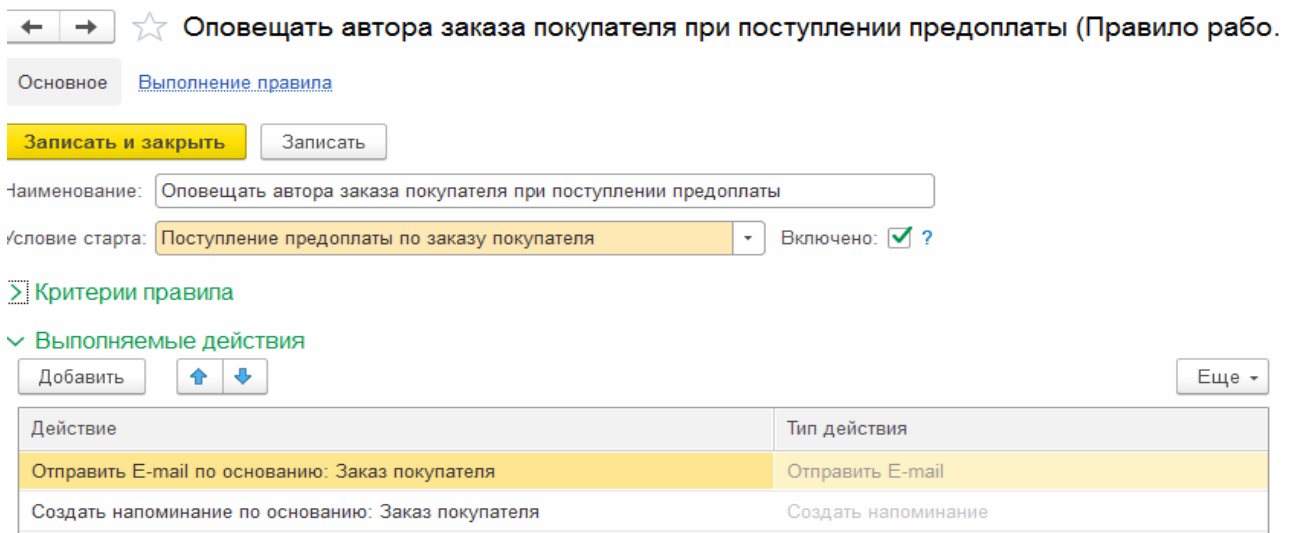 Оповещать автора заказа покупателя при поступлении предоплаты (Правило рабо.
Основное Выполнение правила
Записать и закрыть Записать
Наименование: Оповещать автора заказа покупателя при поступлении предоплаты
Условие старта: Поступление предоплаты по заказу покупателя Включено: ?
Критерии правила
Выполняемые действия
Добавить Еще
Действие Тип действия
Отправить E-mail по основанию: Заказ покупателя Отправить E-mail
Создать напоминание по основанию: Заказ покупателя Создать напоминание